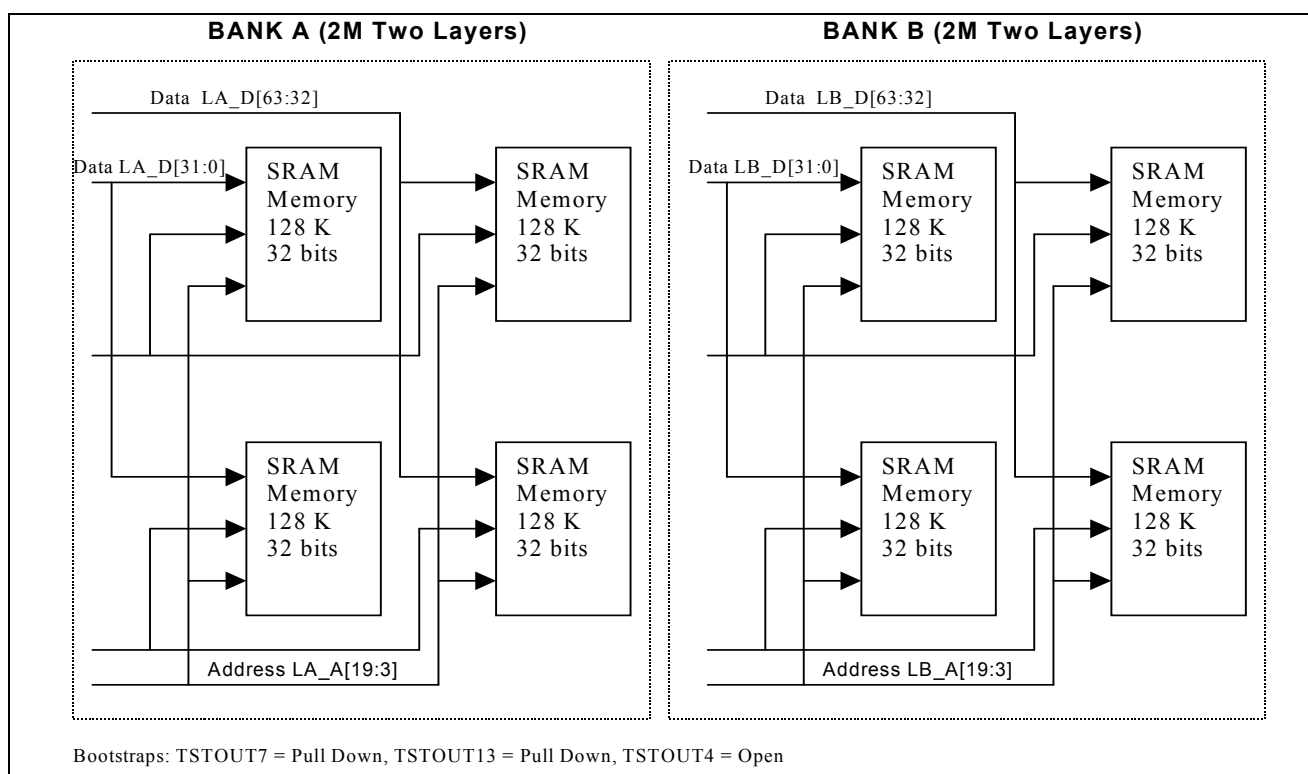 BANK A (2M Two Layers)
BANK B (2M Two Layers)
Data LA_D[63:32]
Data LA_D[31:0]
SRAM
Memory
128 K
32 bits
SRAM
Memory
128 K
32 bits
SRAM
Memory
128 K
32 bits
SRAM
Memory
128 K
32 bits
Address LA_A[19:3]
Data LB_D[63:32]
Data LB_D[31:0]
SRAM
Memory
128 K
32 bits
SRAM
Memory
128 K
32 bits
SRAM
Memory
128 K
32 bits
SRAM
Memory
128 K
32 bits
Address LB_A[19:3]
Bootstraps: TSTOUT7 = Pull Down, TSTOUT13 = Pull Down, TSTOUT4 = Open